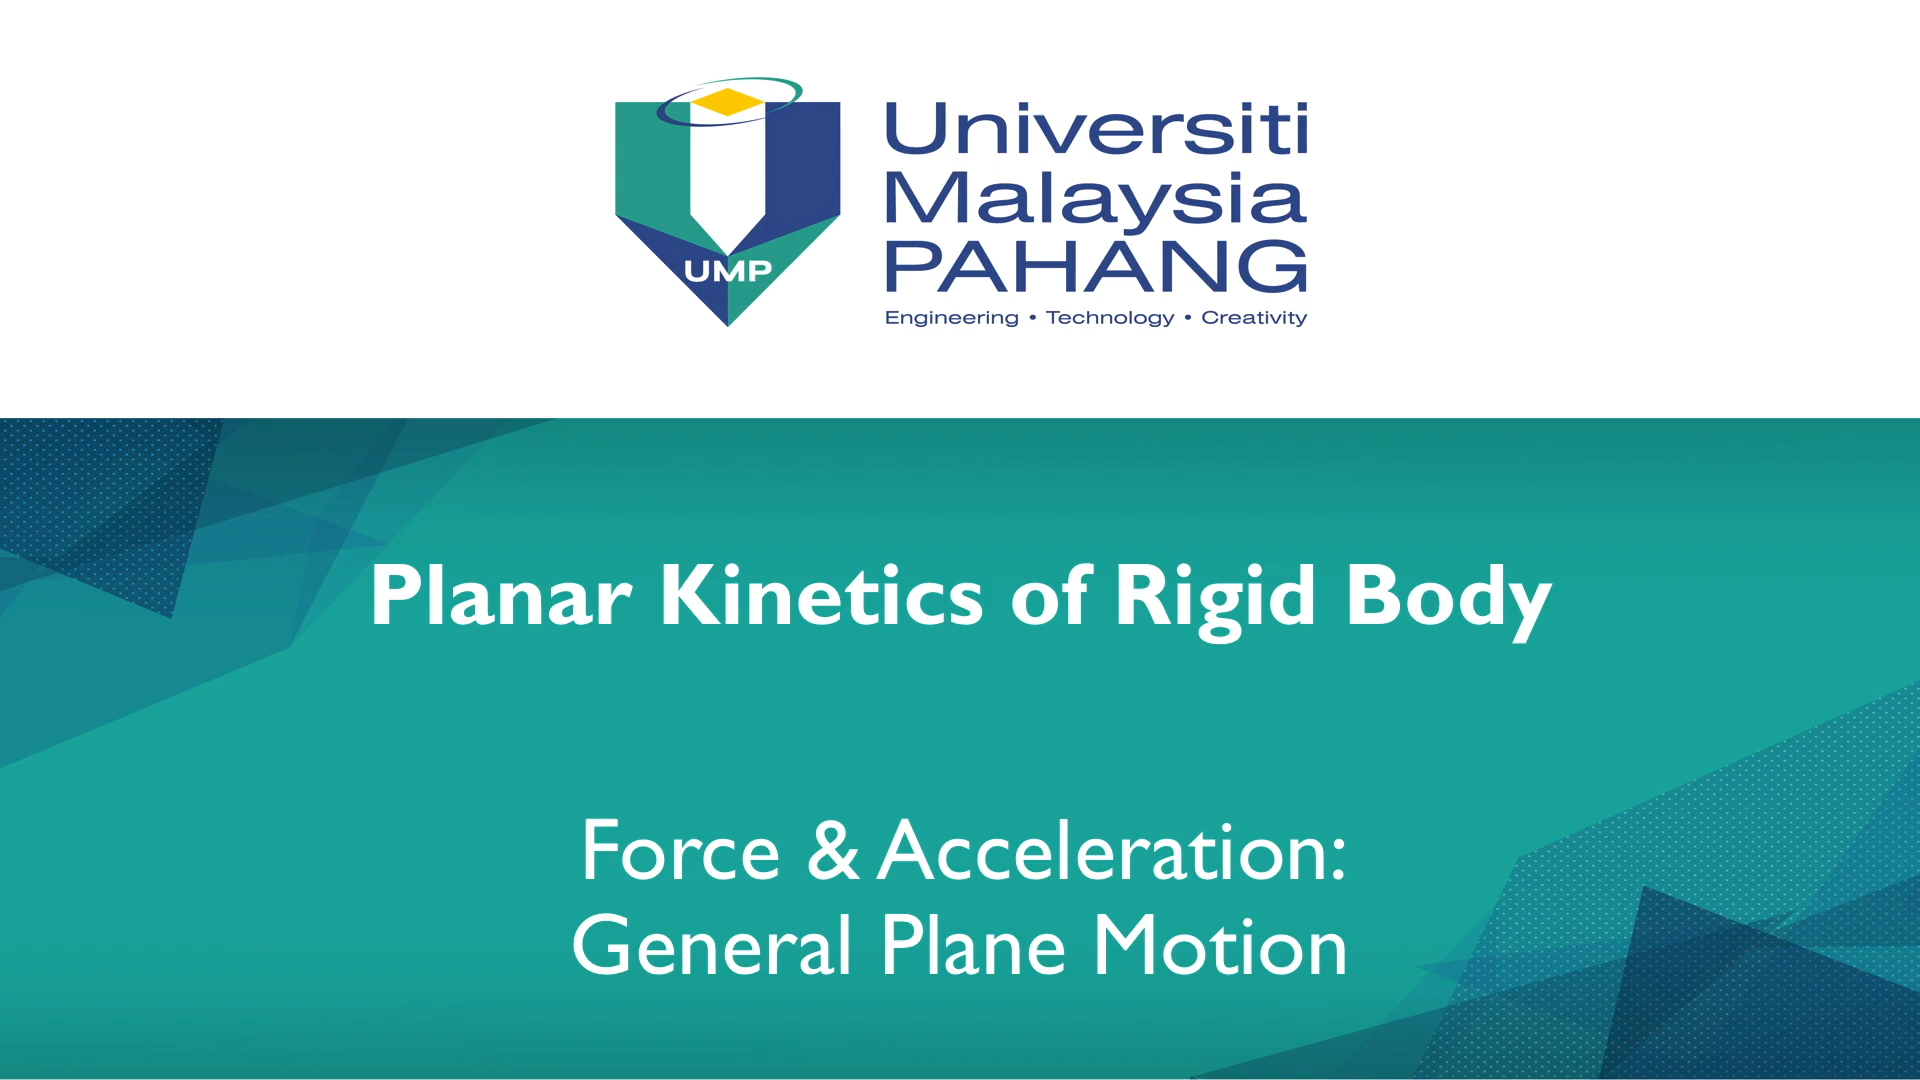 UMP
Universiti
Malaysia
PAHANG
Engineering • Technology • Creativity
Planar Kinetics of Rigid Body
Force & Acceleration:
General Plane Motion